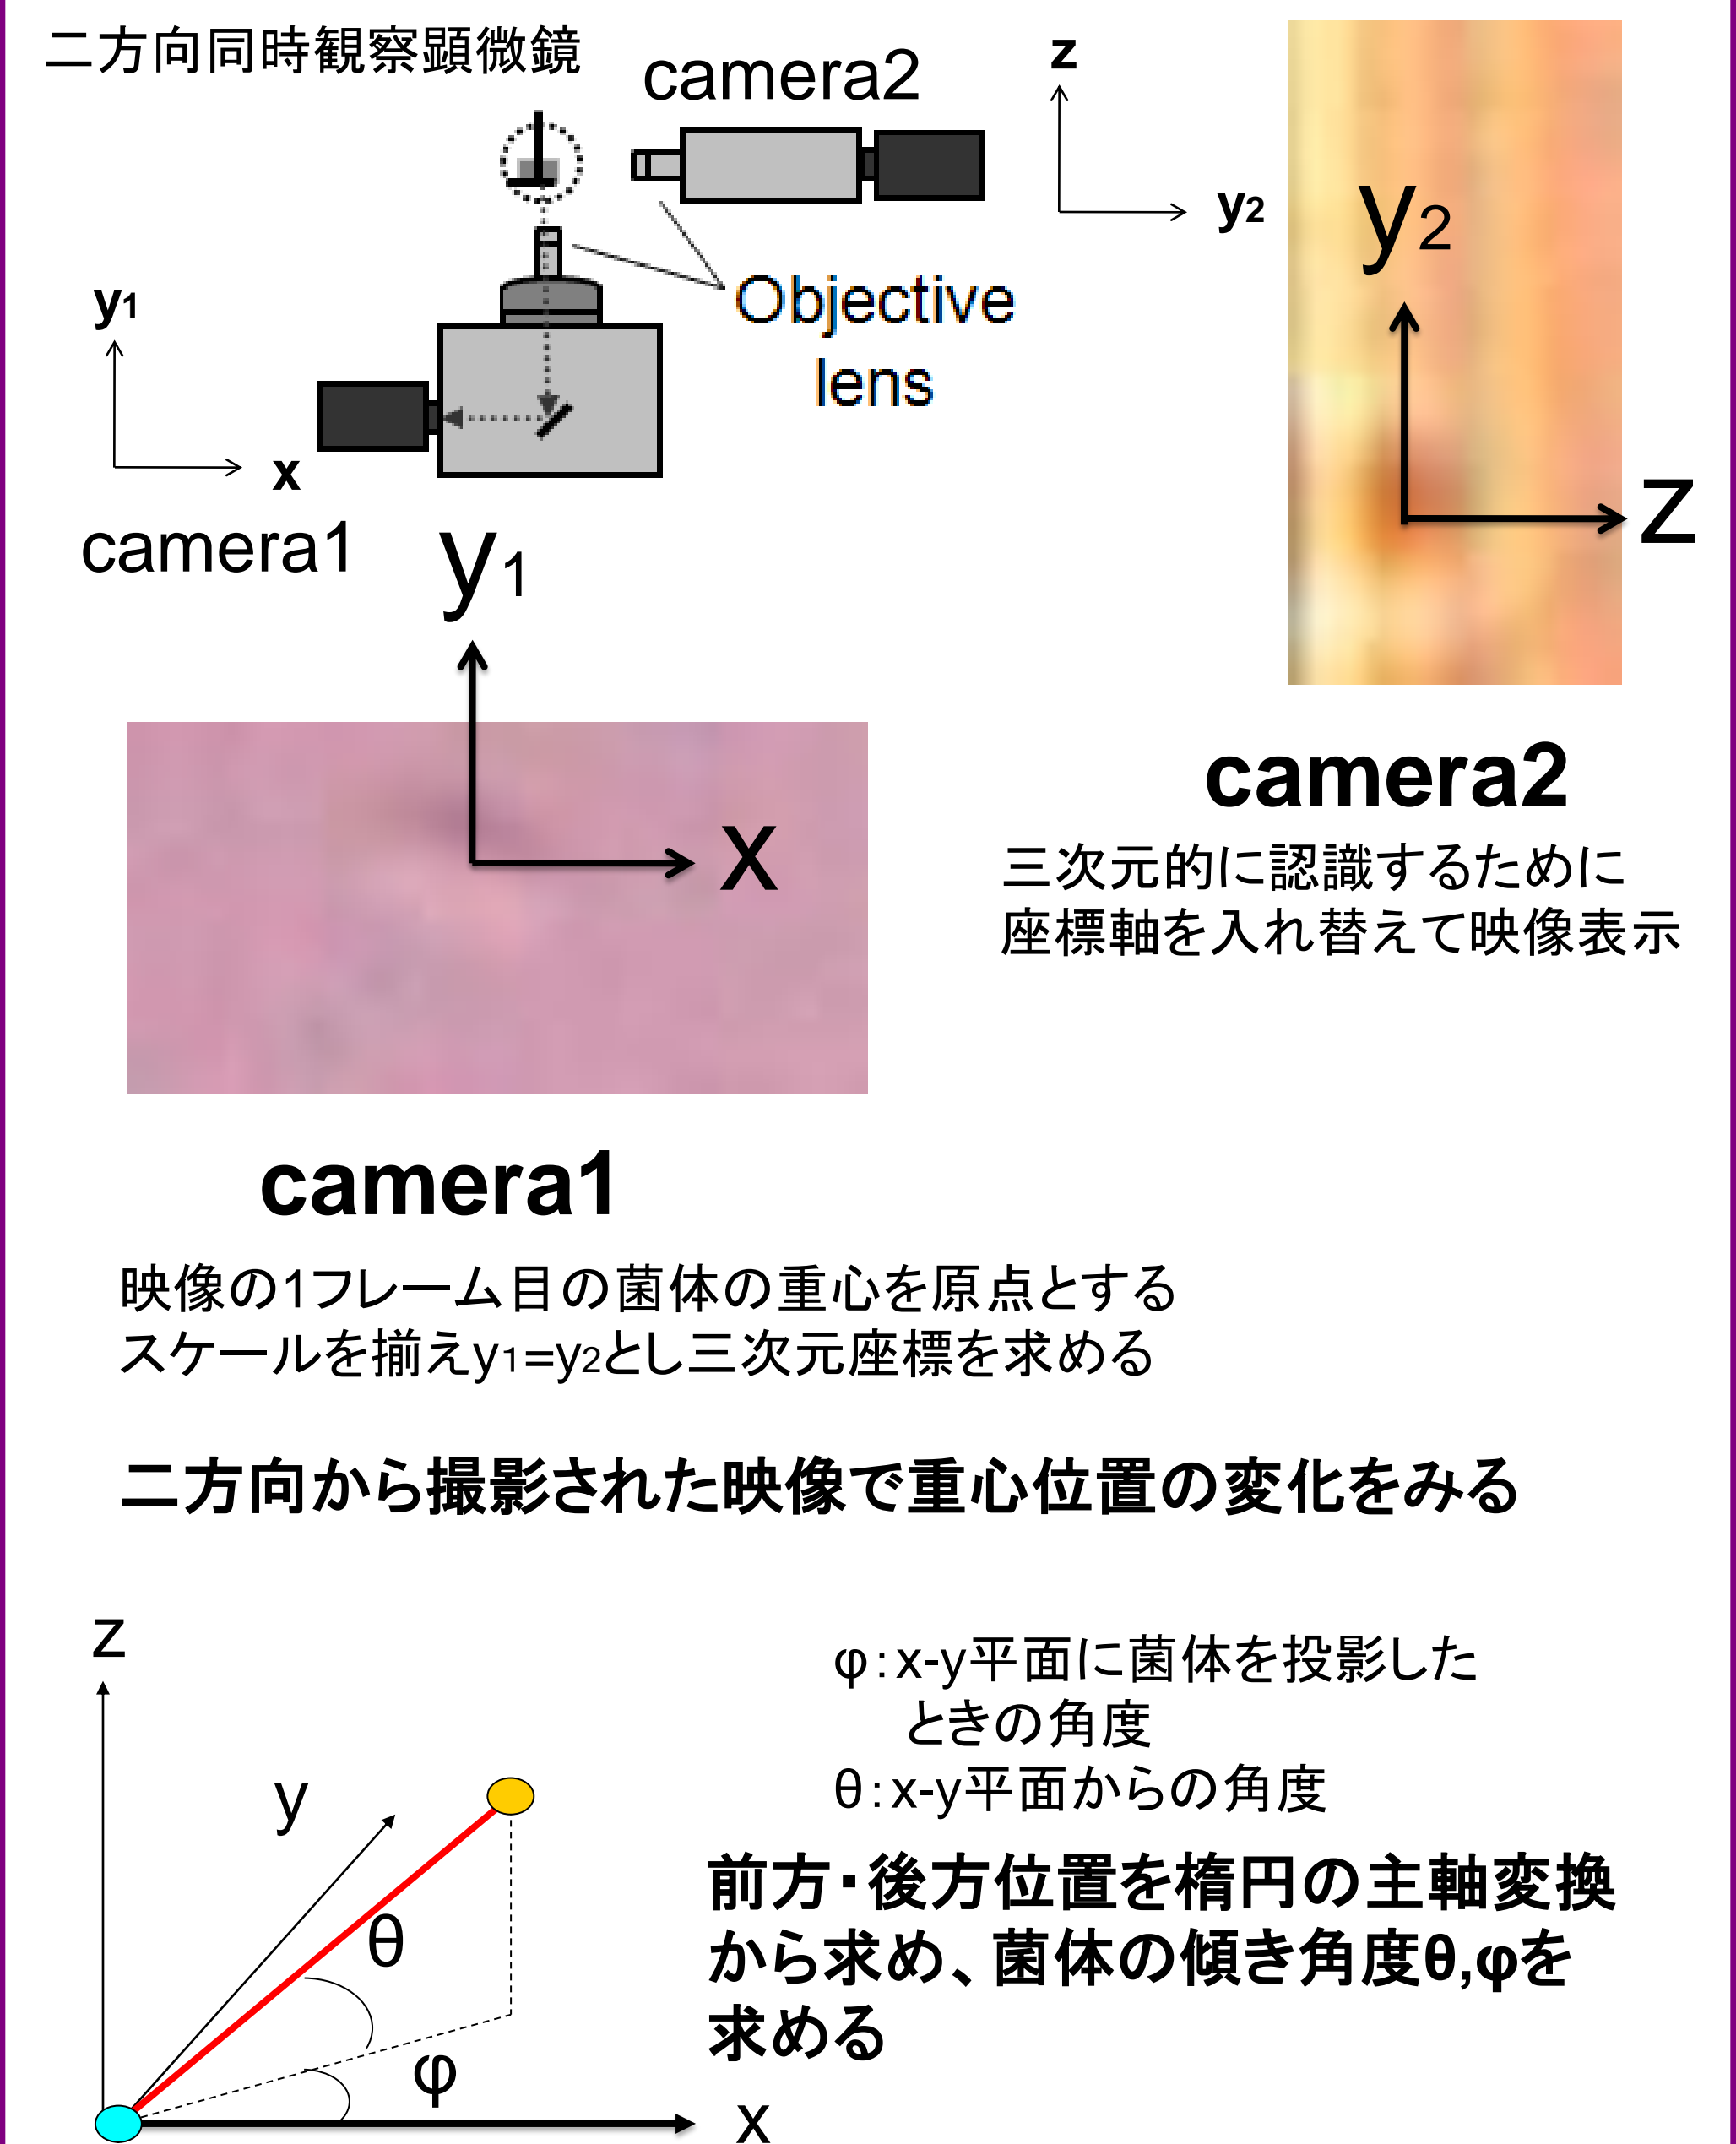 二方向同時観察顕微鏡
camera2
z
y2
y2
z
Objective
lens
y1
x
camera1
y1
x
camera2
三次元的に認識するために
座標軸を入れ替えて映像表示
camera1
映像の1フレーム目の菌体の重心を原点とする
スケールを揃えy1=y2とし三次元座標を求める
二方向から撮影された映像で重心位置の変化をみる
z
y
θ
φ
x
φ:x-y平面に菌体を投影した
ときの角度
θ:x-y平面からの角度
前方・後方位置を楕円の主軸変換
から求め、菌体の傾き角度θ,φを
求める